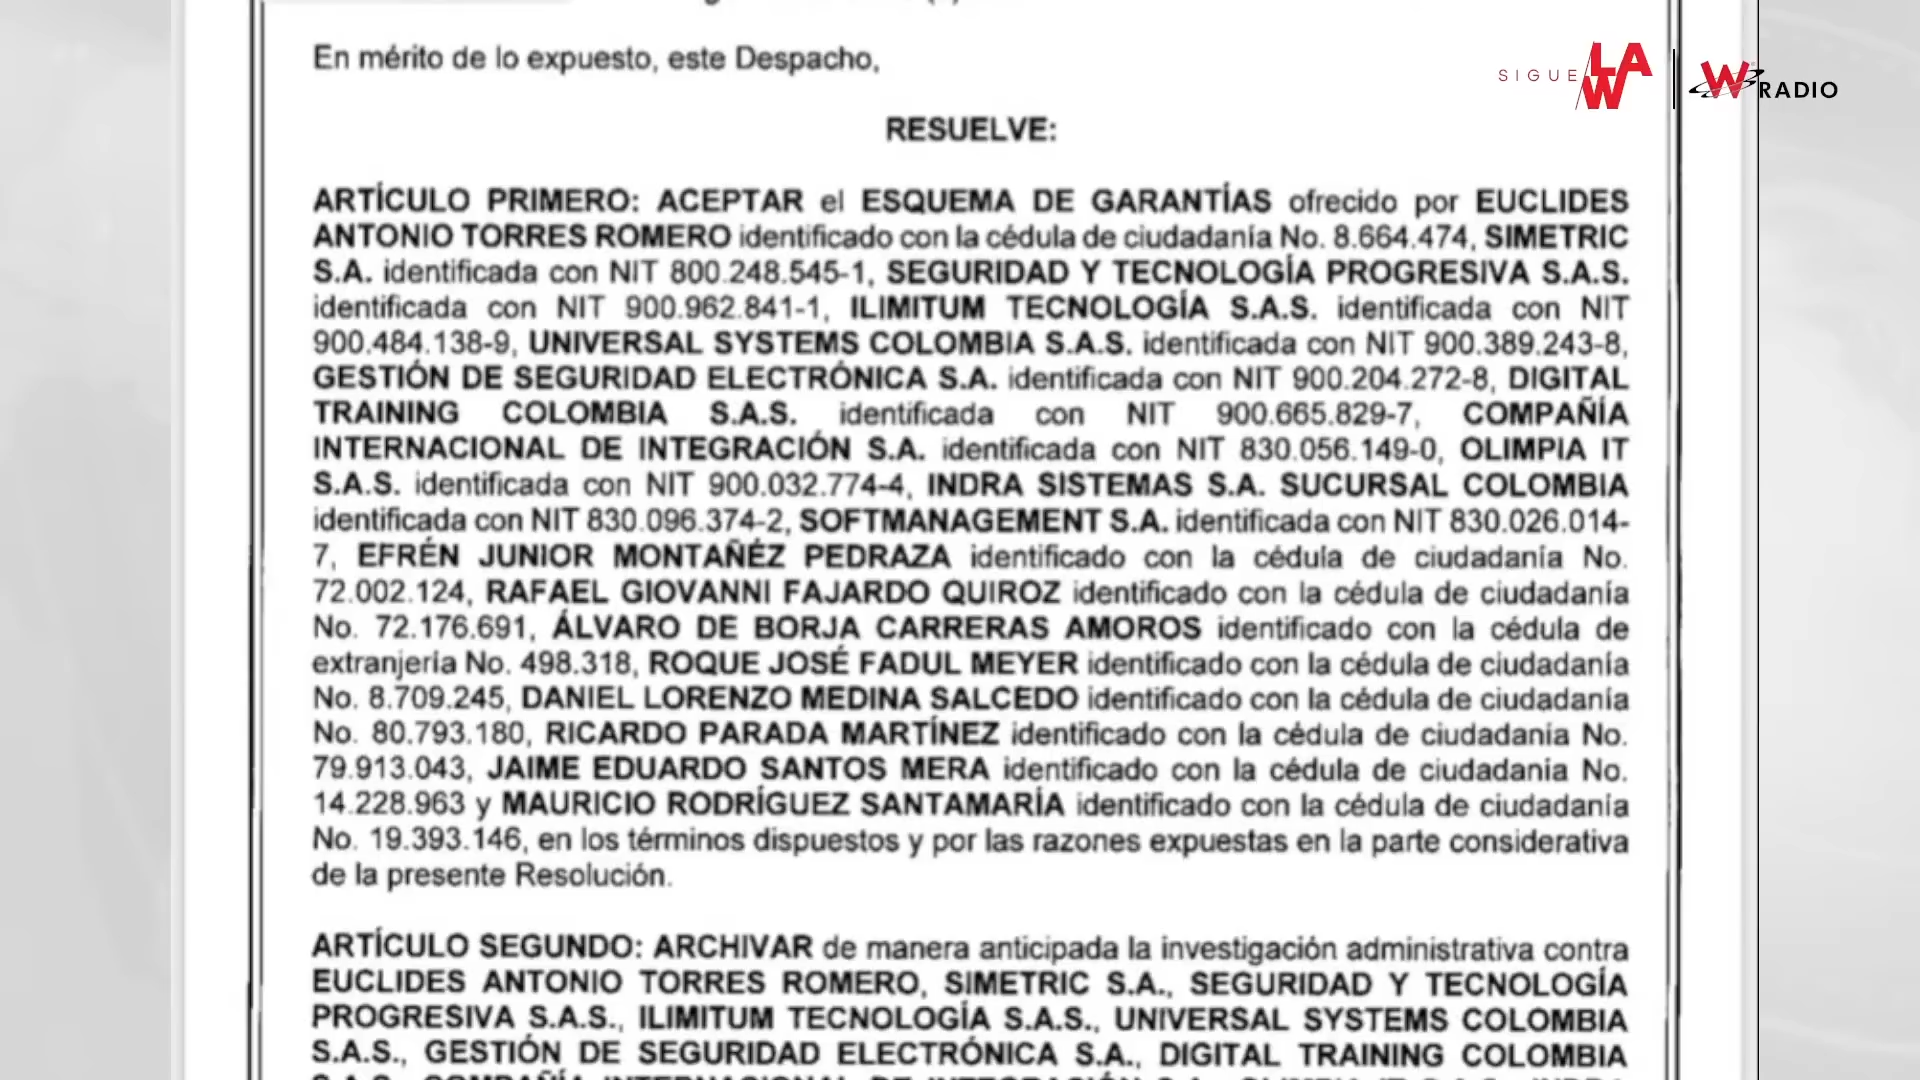 En mérito de lo expuesto, este Despacho,
SIGUE LA W
W RADIO
RESUELVE:
ARTÍCULO PRIMERO: ACEPTAR el ESQUEMA DE GARANTÍAS ofrecido por EUCLIDES
ANTONIO TORRES ROMERO identificado con la cédula de ciudadanía No. 8.664.474, SIMETRIC
S.A. identificada con NIT 800.248.545-1, SEGURIDAD Y TECNOLOGÍA PROGRESIVA S.A.S.
identificada con NIT 900.962.841-1, ILIMITUM TECNOLOGÍA S.A.S. identificada con NIT
900.484.138-9, UNIVERSAL SYSTEMS COLOMBIA S.A.S. identificada con NIT 900.389.243-8,
GESTIÓN DE SEGURIDAD ELECTRÓNICA S.A. identificada con NIT 900.204.272-8, DIGITAL
TRAINING COLOMBIA S.A.S. identificada con NIT 900.665.829-7, COMPAÑÍA
INTERNACIONAL DE INTEGRACIÓN S.A. identificada con NIT 830.056.149-0, OLIMPIA IT
S.A.S. identificada con NIT 900.032.774-4, INDRA SISTEMAS S.A. SUCURSAL COLOMBIA
identificada con NIT 830.096.374-2, SOFTMANAGEMENT S.A. identificada con NIT 830.026.014-
7, EFRÉN JUNIOR MONTAÑÉZ PEDRAZA identificado con la cédula de ciudadanía No.
72.002.124, RAFAEL GIOVANNI FAJARDO QUIROZ identificado con la cédula de ciudadanía
No. 72.176.691, ÁLVARO DE BORJA CARRERAS AMOROS identificado con la cédula de
extranjería No. 498.318, ROQUE JOSÉ FADUL MEYER identificado con la cédula de ciudadanía
No. 8.709.245, DANIEL LORENZO MEDINA SALCEDO identificado con la cédula de ciudadanía
No. 80.793.180, RICARDO PARADA MARTÍNEZ identificado con la cédula de ciudadanía No.
79.913.043, JAIME EDUARDO SANTOS MERA identificado con la cédula de ciudadanía No.
14.228.963 y MAURICIO RODRÍGUEZ SANTAMARÍA identificado con la cédula de ciudadanía
No. 19.393.146, en los términos dispuestos y por las razones expuestas en la parte considerativa
de la presente Resolución.
ARTÍCULO SEGUNDO: ARCHIVAR de manera anticipada la investigación administrativa contra
EUCLIDES ANTONIO TORRES ROMERO, SIMETRIC S.A., SEGURIDAD Y TECNOLOGÍA
PROGRESIVA S.A.S., ILIMITUM TECNOLOGÍA S.A.S., UNIVERSAL SYSTEMS COLOMBIA
S.A.S., GESTIÓN DE SEGURIDAD ELECTRÓNICA S.A., DIGITAL TRAINING COLOMBIA